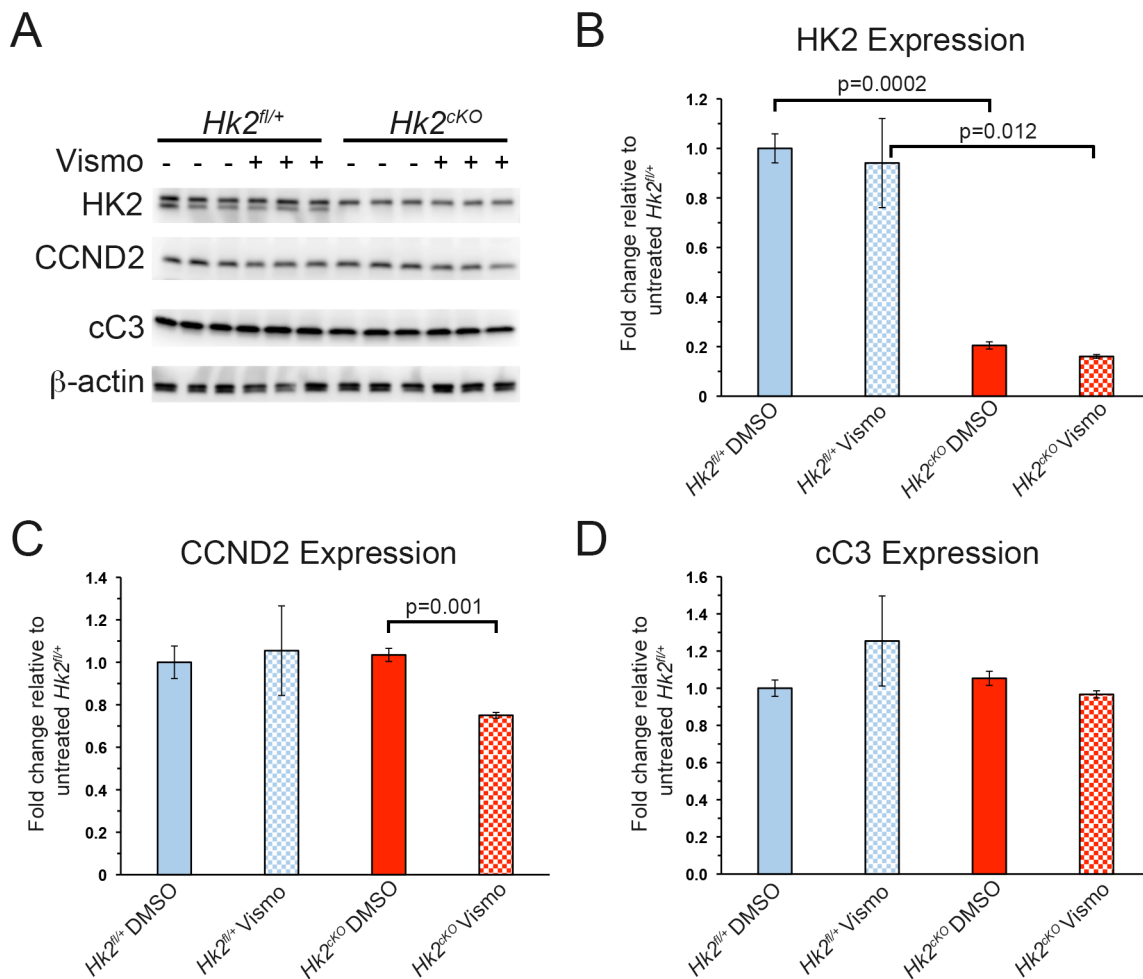 A
Hk2fl/+ Hk2cKO
Vismo - - - + + + - - - + + +
HK2
CCND2
cC3
β-actin
B
HK2 Expression
p=0.0002
p=0.012
Fold change relative to
untreated Hk2fl/+
1.2
1.0
0.8
0.6
0.4
0.2
0
Hk2fl/+ DMSO
Hk2fl/+ Vismo
Hk2cKO DMSO
Hk2cKO Vismo
C
CCND2 Expression
p=0.001
Fold change relative to
untreated Hk2fl/+
1.4
1.2
1.0
0.8
0.6
0.4
0.2
0
Hk2fl/+ DMSO
Hk2fl/+ Vismo
Hk2cKO DMSO
Hk2cKO Vismo
D
cC3 Expression
Fold change relative to
untreated Hk2fl/+
1.6
1.4
1.2
1.0
0.8
0.6
0.4
0.2
0.0
Hk2fl/+ DMSO
Hk2fl/+ Vismo
Hk2cKO DMSO
Hk2cKO Vismo